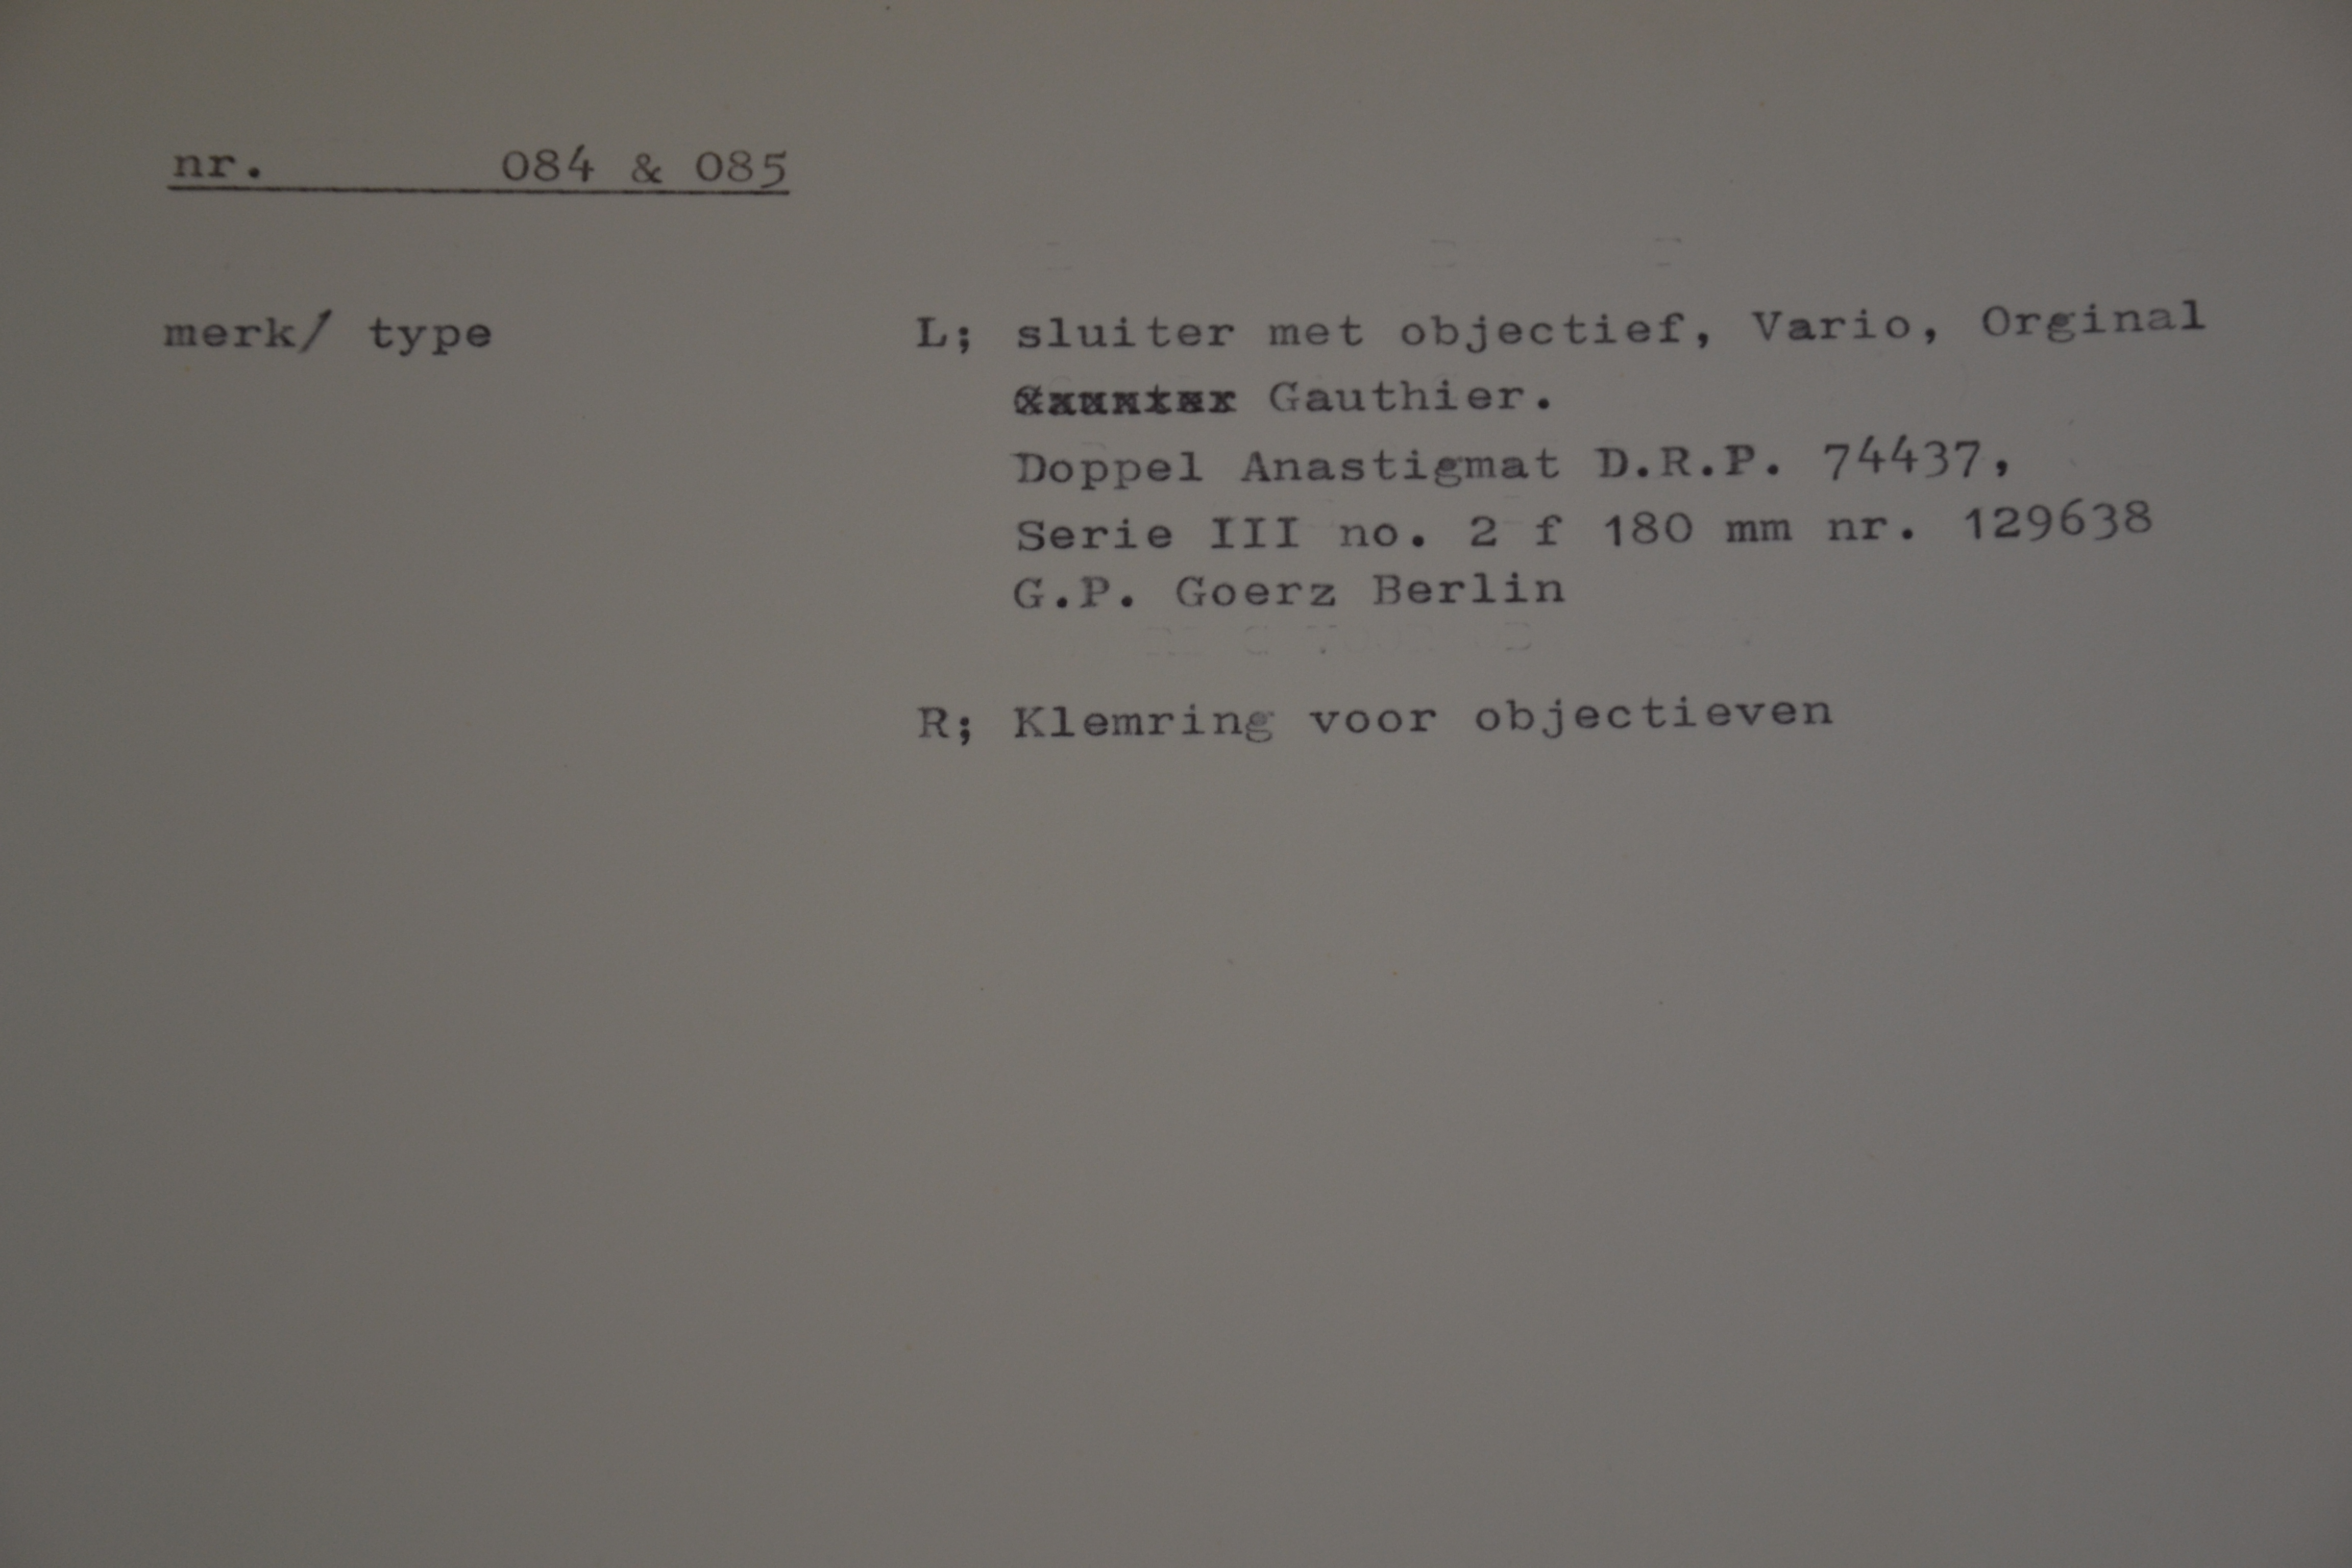 nr. 084 & 085
merk/ type L; sluiter met objectief, Vario, Orginal
Gauthier.
Doppel Anastigmat D.R.P. 74437,
Serie III no. 2 f 180 mm nr. 129638
G.P. Goerz Berlin
R; Klemring voor objectieven